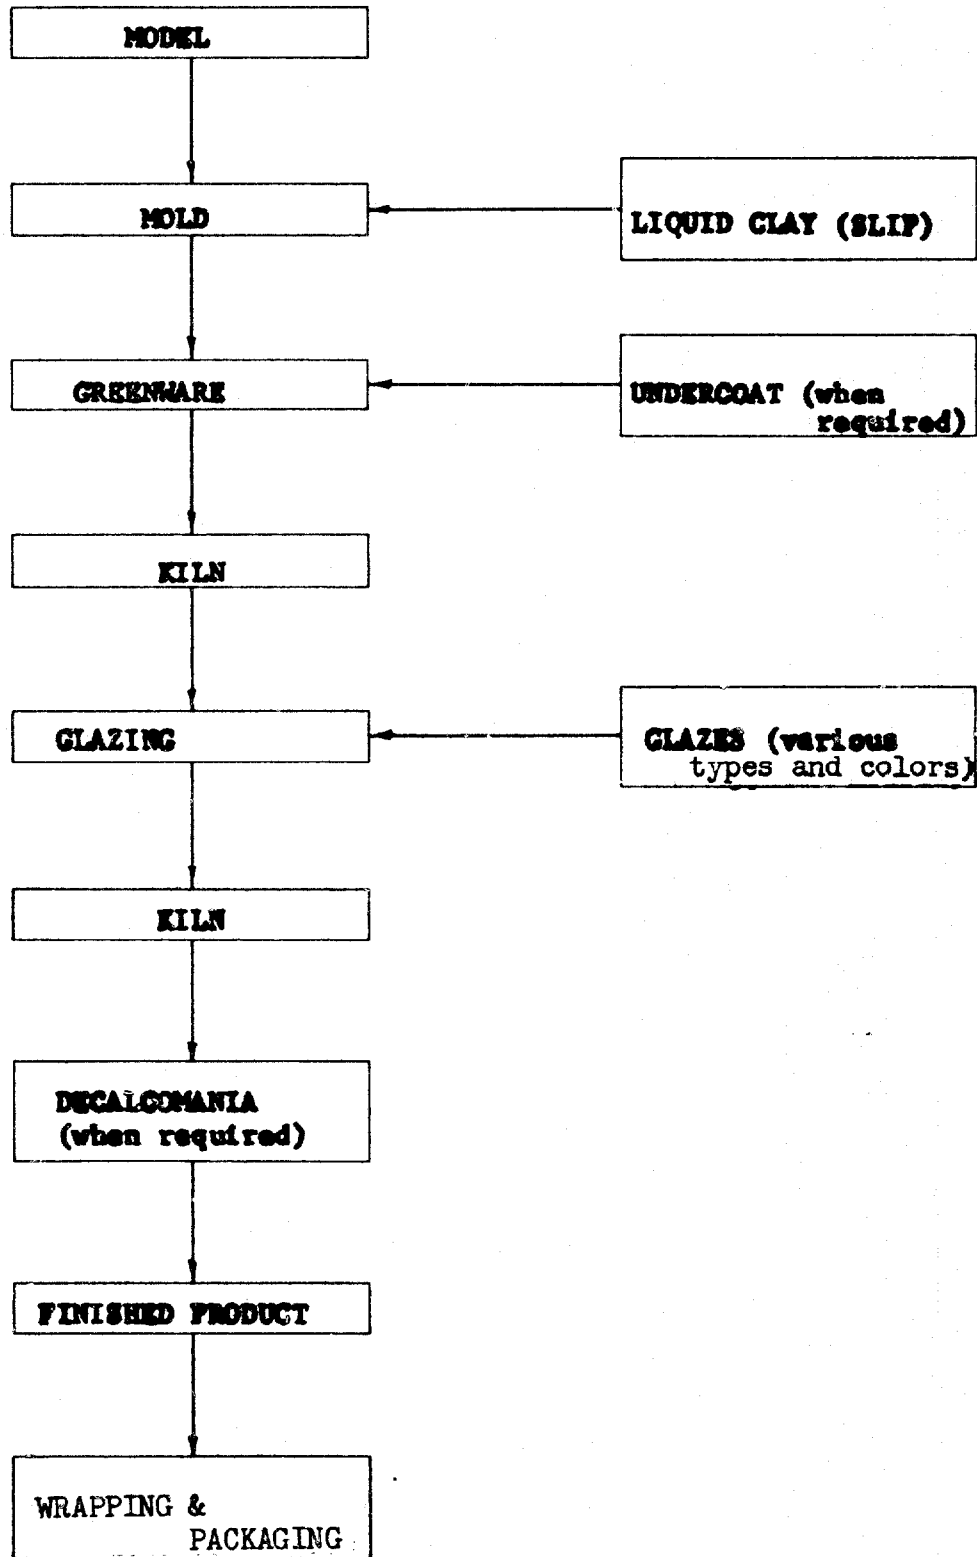 MODEL
MOLD
LIQUID CLAY (SLIP)
GREENWARE
UNDERCOAT (when
required)
KILN
GLAZING
GLAZES (various
types and colors)
KILN
DECALCOMANIA
(when required)
FINISHED PRODUCT
WRAPPING &
PACKAGING